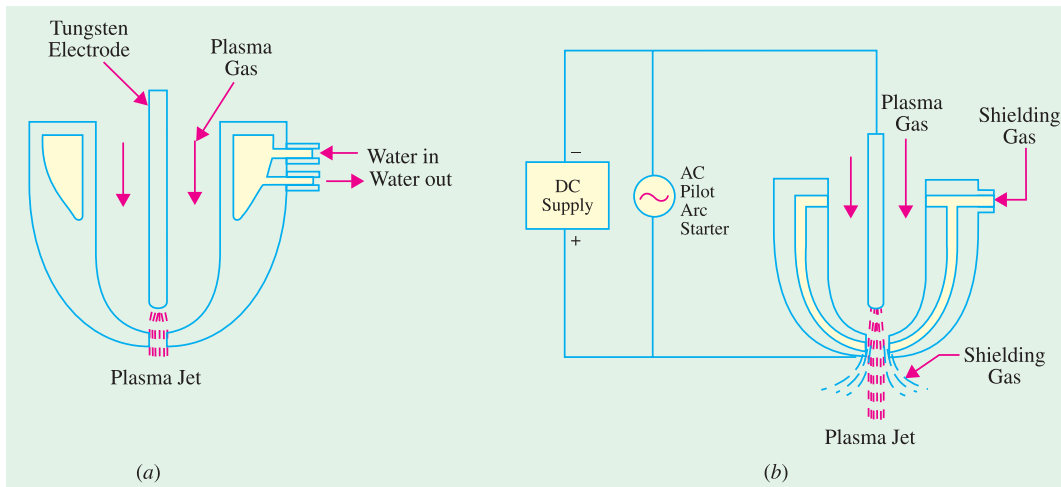 Tungsten
Electrode
Plasma
Gas
Water in
Water out
Plasma Jet
(a)
–
DC
Supply
+
AC
Pilot
Arc
Starter
Plasma
Gas
Shielding
Gas
Shielding
Gas
Plasma Jet
(b)